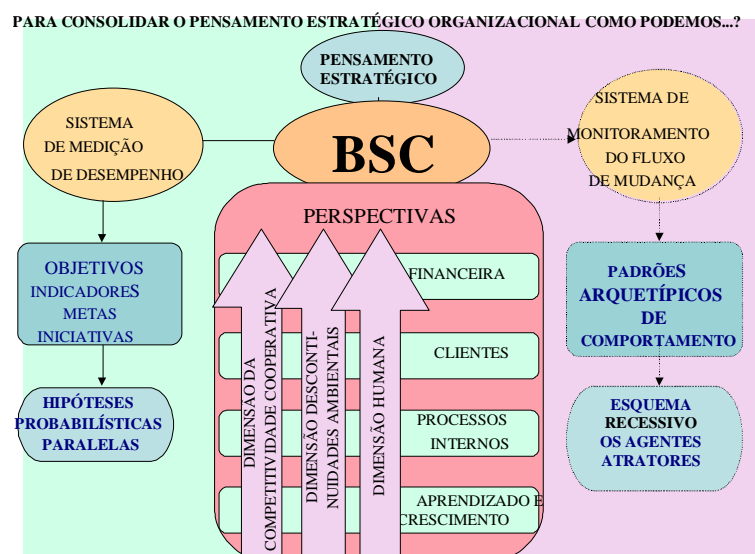 PARA CONSOLIDAR O PENSAMENTO ESTRATÉGICO ORGANIZACIONAL COMO PODEMOS...?
PENSAMENTO
ESTRATÉGICO
SISTEMA
DE MEDIÇÃO
DE DESEMPENHO
BSC
SISTEMA DE
MONITORAMENTO
DO FLUXO
DE MUDANÇA
PERSPECTIVAS
FINANCEIRA
CLIENTES
PROCESSOS
INTERNOS
APRENDIZADO E
CRESCIMENTO
DIMENSÃO DA
COMPETITIVIDADE COOPERATIVA
DIMENSÃO DESCONTI-
NUIDADES AMBIENTAIS
DIMENSÃO HUMANA
OBJETIVOS
INDICADORES
METAS
INICIATIVAS
HIPÓTESES
PROBABILÍSTICAS
PARALELAS
PADRÕES
ARQUETÍPICOS
DE
COMPORTAMENTO
ESQUEMA
RECESSIVO
OS AGENTES
ATRATORES